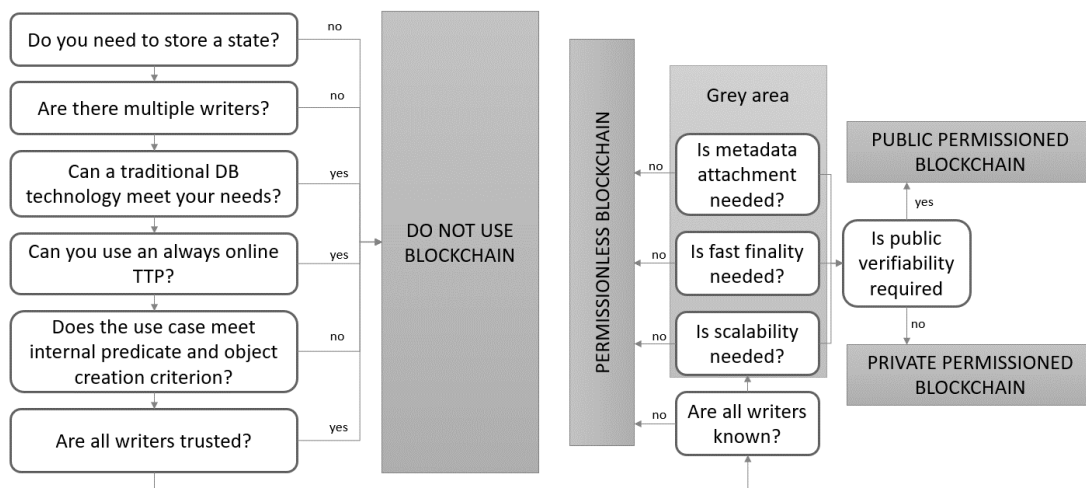 Do you need to store a state?
no
Are there multiple writers?
no
Can a traditional DB
technology meet your needs?
yes
Can you use an always online
TTP?
yes
Does the use case meet
internal predicate and object
creation criterion?
no
Are all writers trusted?
yes
DO NOT USE
BLOCKCHAIN
PERMISSIONLESS BLOCKCHAIN
Grey area
Is metadata
attachment
needed?
no
Is fast finality
needed?
no
Is scalability
needed?
no
Are all writers
known?
no
PUBLIC PERMISSIONED
BLOCKCHAIN
yes
Is public
verifiability
required
no
PRIVATE PERMISSIONED
BLOCKCHAIN